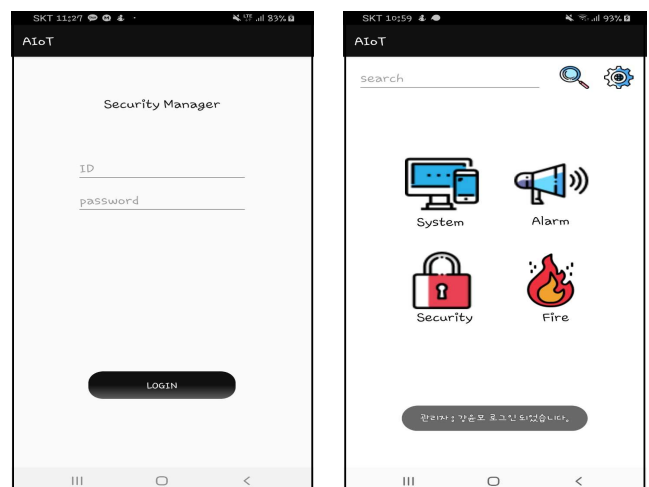 SKT 11:27
83%
AIoT
Security Manager
ID
password
LOGIN
SKT 10:59
93%
AIoT
search
System
Alarm
Security
Fire
관리자 : 강윤모 로그인 되었습니다.